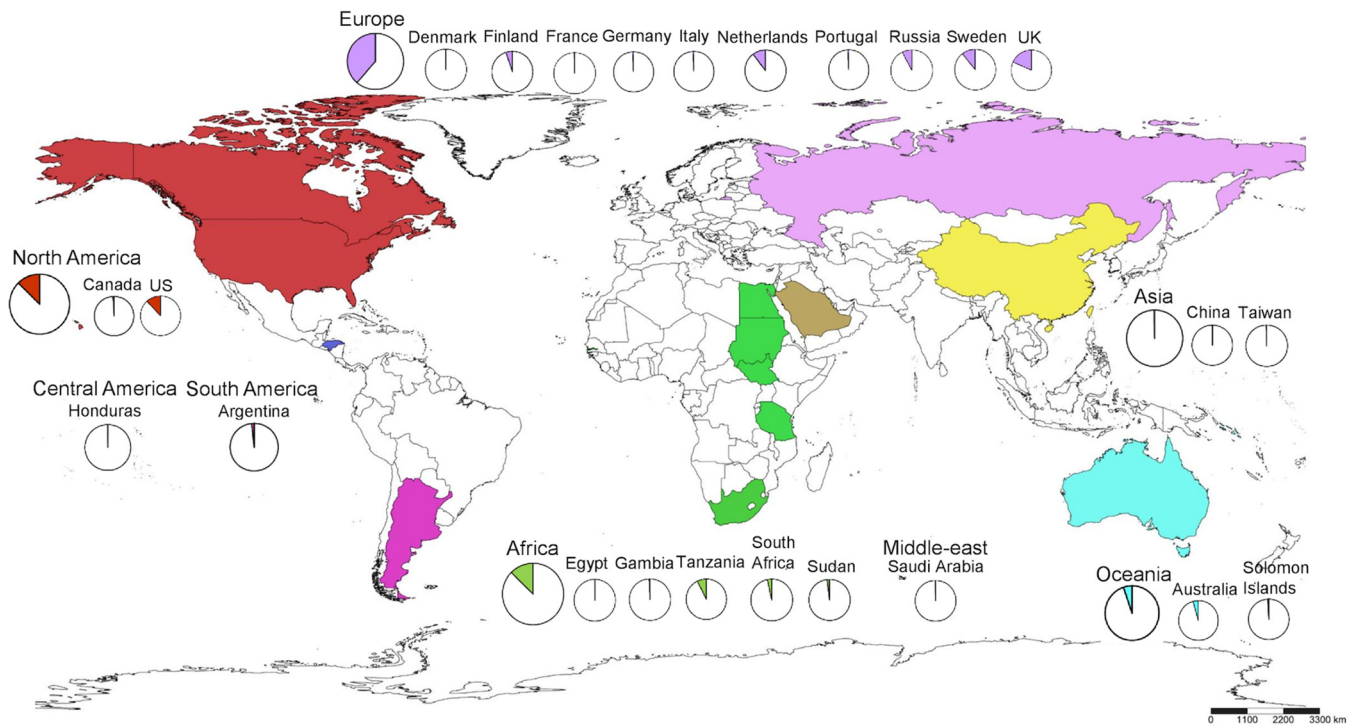 Europe
Denmark
Finland
France
Germany
Italy
Netherlands
Portugal
Russia
Sweden
UK
North America
Canada
US
Asia
China
Taiwan
Central America
Honduras
South America
Argentina
Africa
Egypt
Gambia
Tanzania
South
Africa
Sudan
Middle-east
Saudi Arabia
Oceania
Australia
Solomon
Islands
0 1100 2200 3300 km